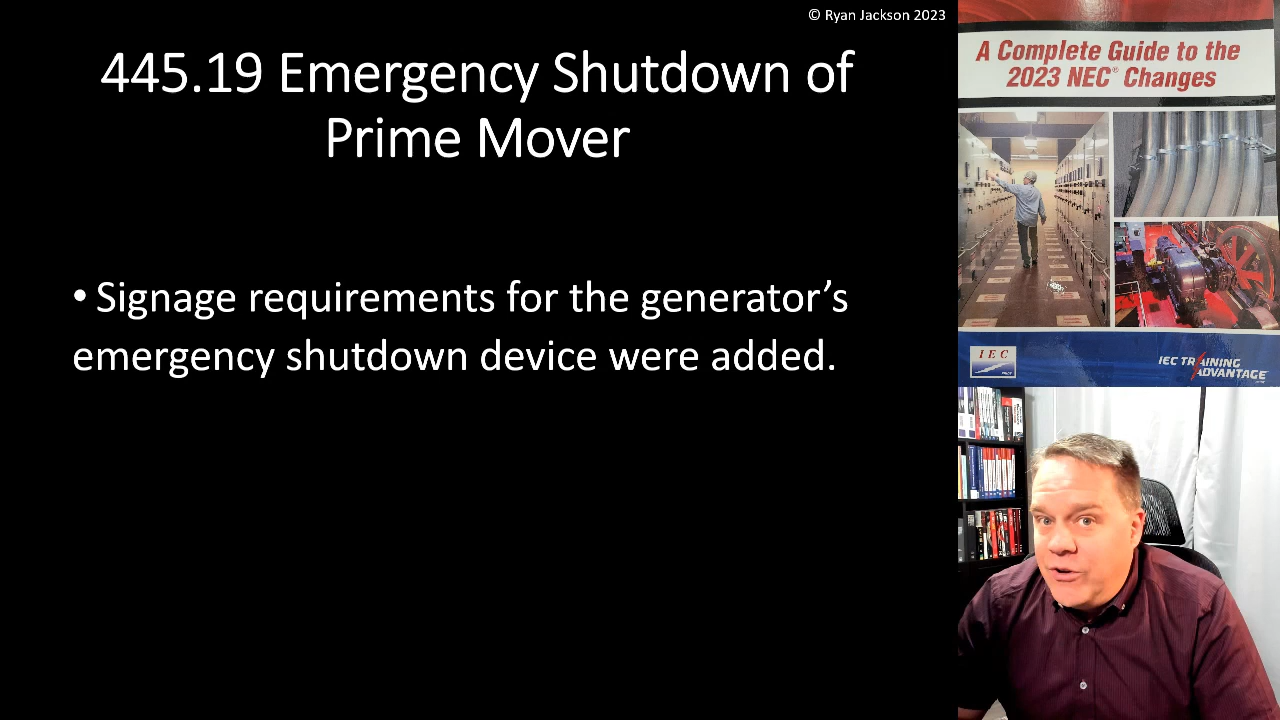 © Ryan Jackson 2023
445.19 Emergency Shutdown of
Prime Mover
• Signage requirements for the generator’s
emergency shutdown device were added.
A Complete Guide to the
2023 NEC® Changes
IEC
IEC TRAINING
ADVANTAGE